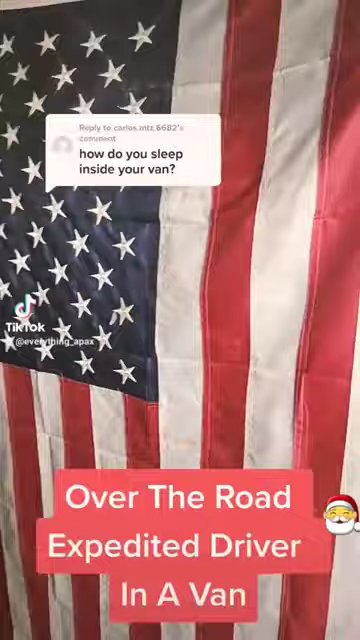 Reply to carlos.mtz.6682's
comment
how do you sleep
inside your van?
TikTok
@everything_apax
Over The Road
Expedited Driver
In A Van